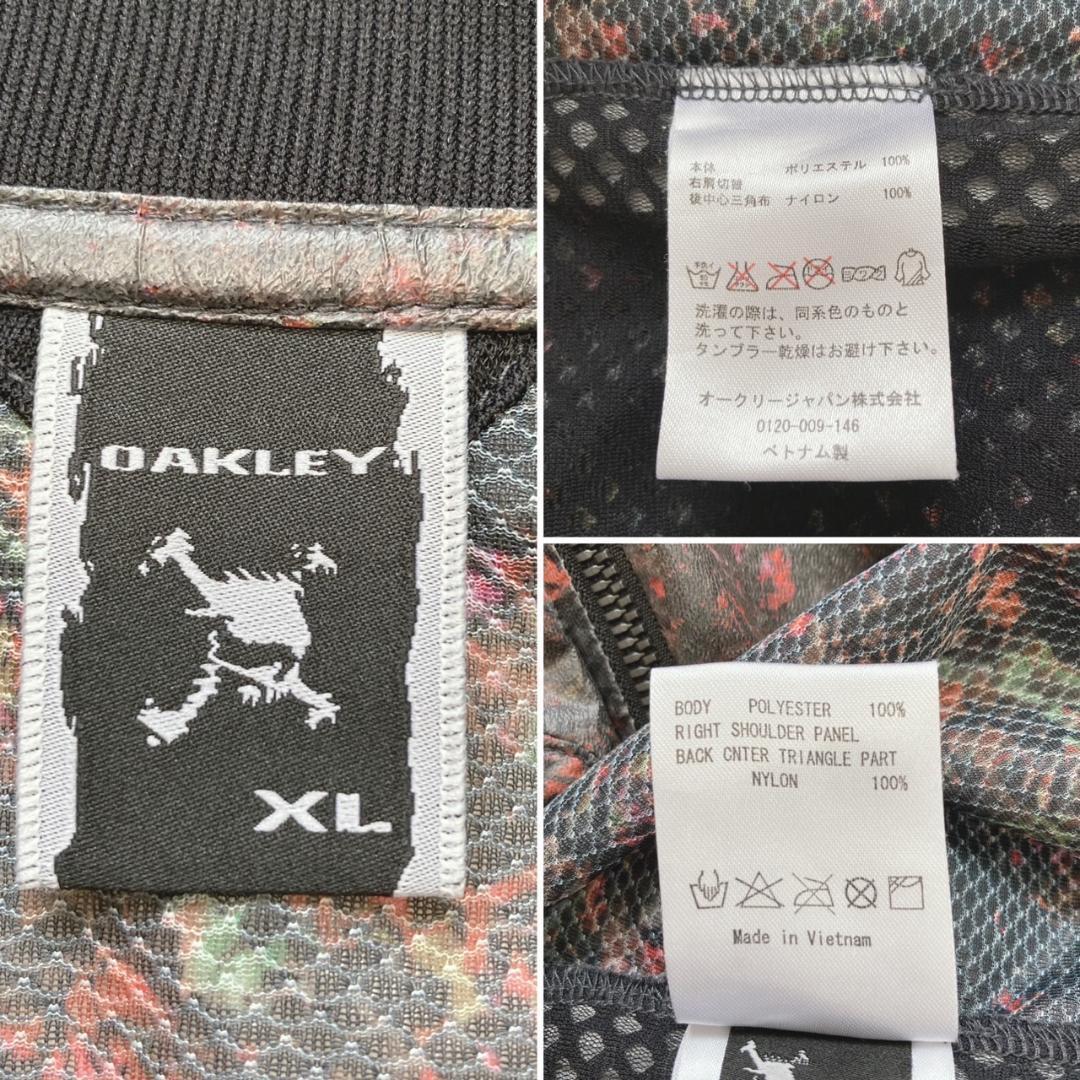 OAKLEY
XL
本体 ポリエステル 100%
右胸切替
後中心三角布 ナイロン 100%
洗濯の際は、同系色のものと
洗って下さい。
タンブラー乾燥はお避け下さい。
オークリージャパン株式会社
0120-009-146
ベトナム製
BODY POLYESTER 100%
RIGHT SHOULDER PANEL
BACK CNTER TRIANGLE PART
NYLON 100%
Made in Vietnam